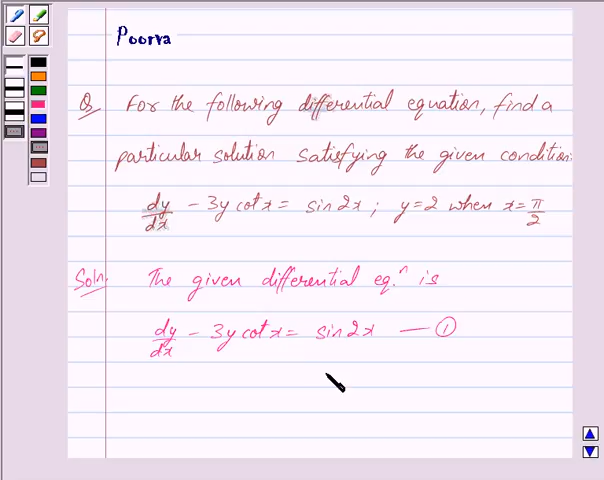 Poorva
Q For the following differential equation, find a
particular solution satisfying the given condition:
dy/dx - 3y cot x = sin 2x ; y = 2 when x = π/2
Soln. The given differential eq.ⁿ is
dy/dx - 3y cot x = sin 2x — ①